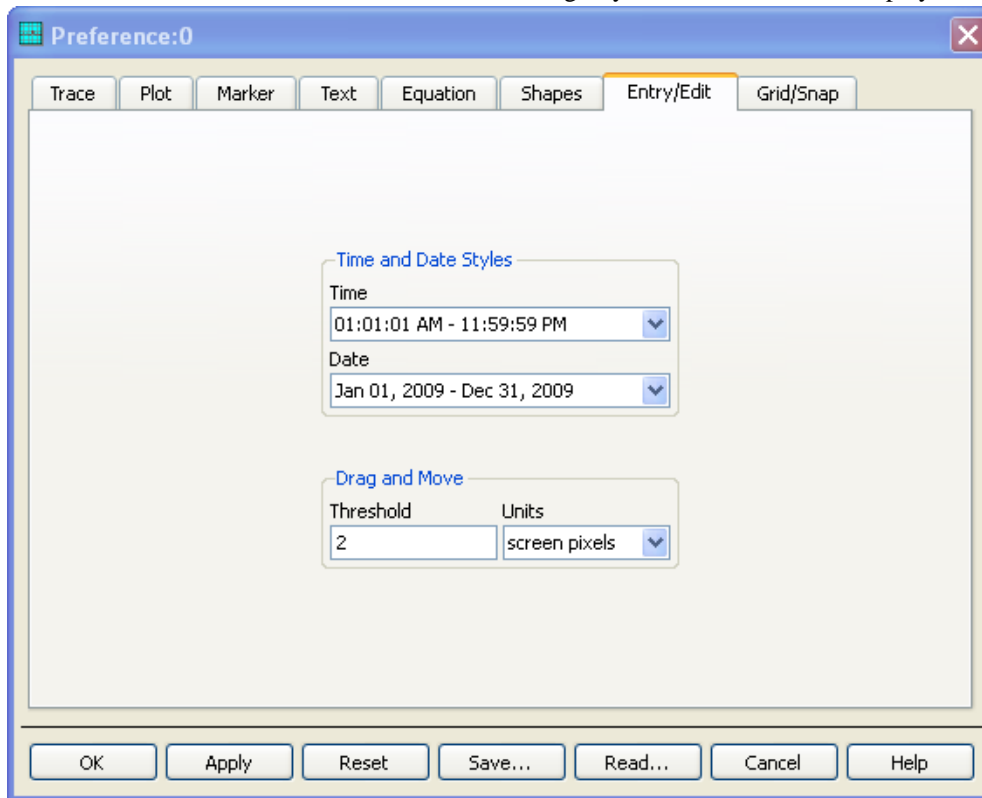 Preference:0
Trace Plot Marker Text Equation Shapes Entry/Edit Grid/Snap
Time and Date Styles
Time
01:01:01 AM - 11:59:59 PM
Date
Jan 01, 2009 - Dec 31, 2009
Drag and Move
Threshold Units
2 screen pixels
OK Apply Reset Save... Read... Cancel Help